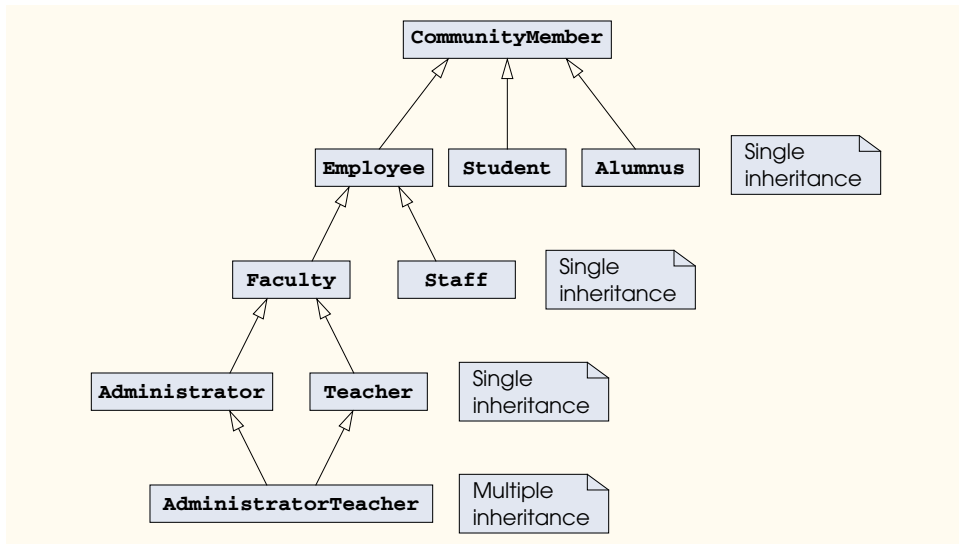 CommunityMember
Employee
Student
Alumnus
Single
inheritance
Faculty
Staff
Single
inheritance
Administrator
Teacher
Single
inheritance
AdministratorTeacher
Multiple
inheritance